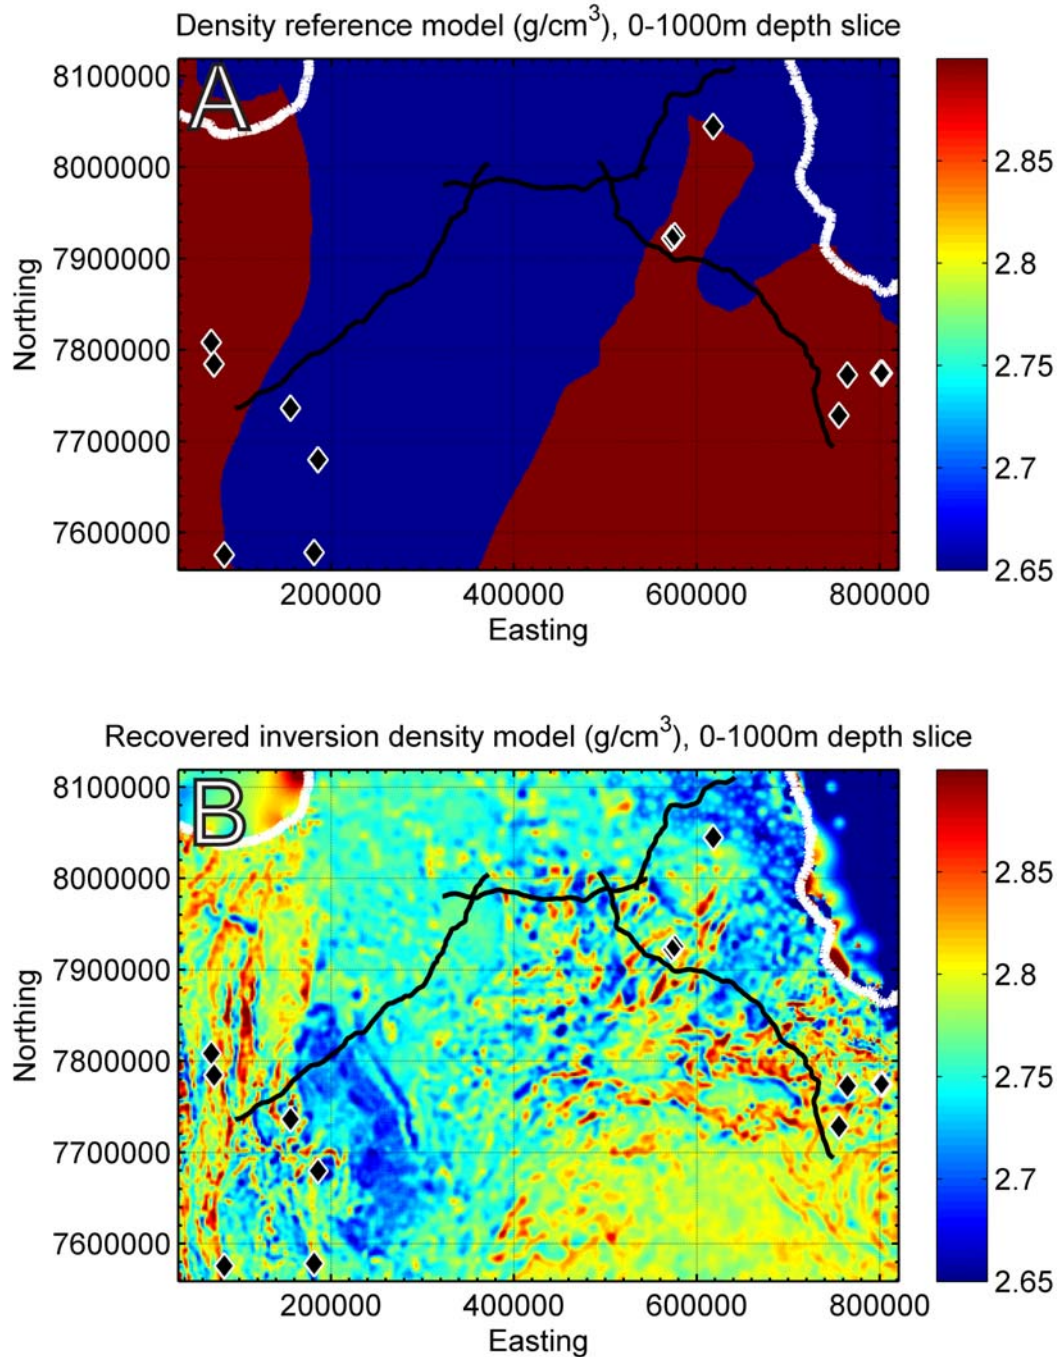 Density reference model (g/cm3), 0-1000m depth slice
A
8100000
8000000
7900000
7800000
7700000
7600000
Northing
200000 400000 600000 800000
Easting
2.85
2.8
2.75
2.7
2.65
Recovered inversion density model (g/cm3), 0-1000m depth slice
B
8100000
8000000
7900000
7800000
7700000
7600000
Northing
200000 400000 600000 800000
Easting
2.85
2.8
2.75
2.7
2.65